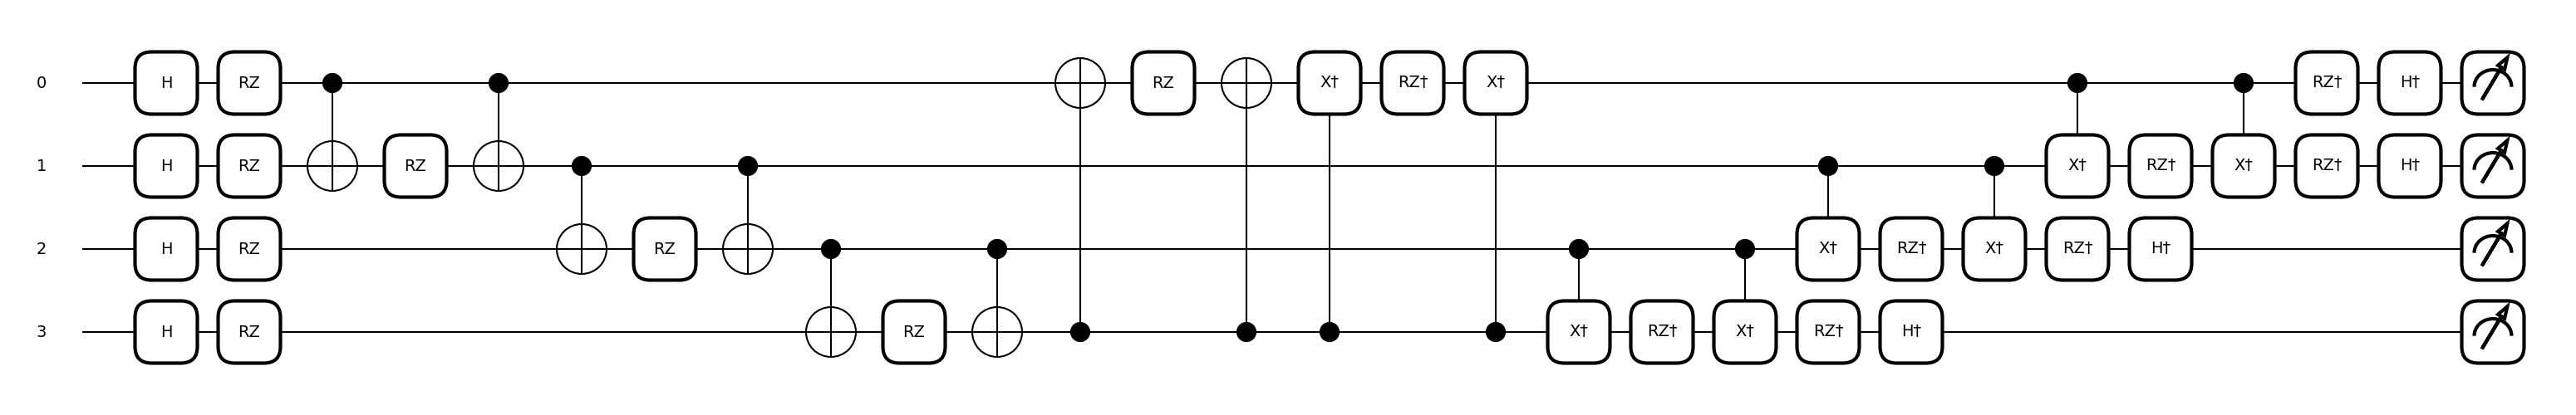 0 H RZ RZ X† RZ† X† RZ† H†
1 H RZ RZ X† RZ† X† RZ† H†
2 H RZ RZ X† RZ† X† RZ† H†
3 H RZ RZ X† RZ† X† RZ† H†